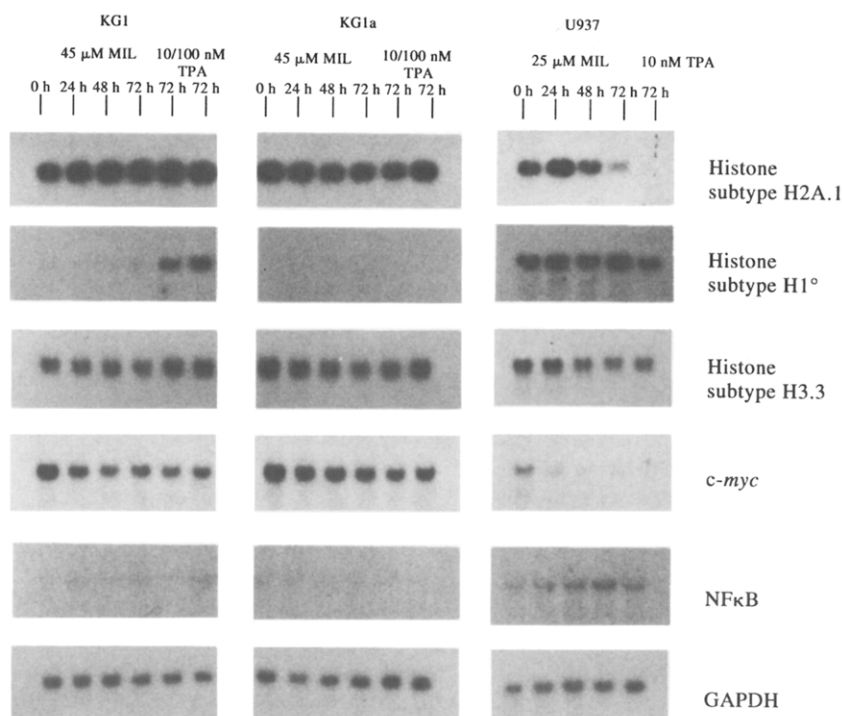 KG1 KG1a U937
45 µM MIL 10/100 nM TPA 45 µM MIL 10/100 nM TPA 25 µM MIL 10 nM TPA
0 h 24 h 48 h 72 h 72 h 72 h 0 h 24 h 48 h 72 h 72 h 72 h 0 h 24 h 48 h 72 h 72 h
Histone
subtype H2A.1
Histone
subtype H1°
Histone
subtype H3.3
c-myc
NFκB
GAPDH